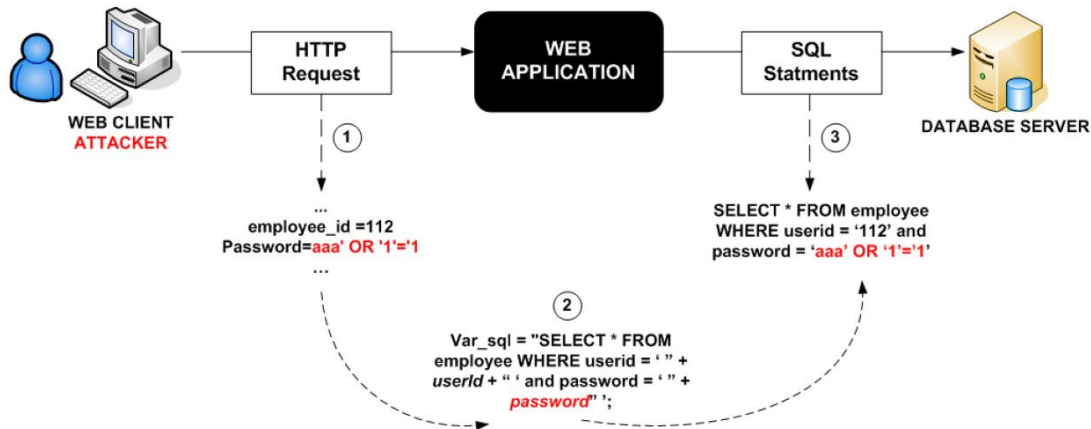 HTTP
Request
WEB
APPLICATION
SQL
Statments
WEB CLIENT
ATTACKER
DATABASE SERVER
1
3
...
employee_id =112
Password=aaa' OR '1'='1
...
SELECT * FROM employee
WHERE userid = ‘112’ and
password = ‘aaa’ OR ‘1’=’1’
2
Var_sql = "SELECT * FROM
employee WHERE userid = ‘ ” +
userId + “ ‘ and password = ‘ ” +
password” ’;